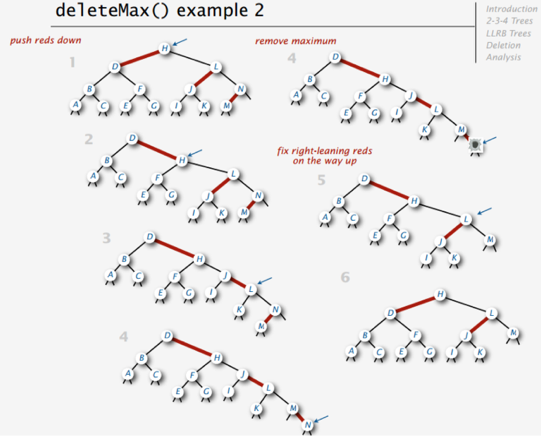 deleteMax() example 2
Introduction
2-3-4 Trees
LLRB Trees
Deletion
Analysis
push reds down
1
H
D L
B F J N
A C E G I K M
2
D
B H
A C F L
E G J N
I K M
3
D
B H
A C F J
E G I L
K N
M
4
D
B H
A C F J
E G I L
K M
N
remove maximum
4
D
B H
A C F J
E G I L
K M
fix right-leaning reds
on the way up
5
D
B H
A C F L
E G J M
I K
6
H
D L
B F J M
A C E G I K